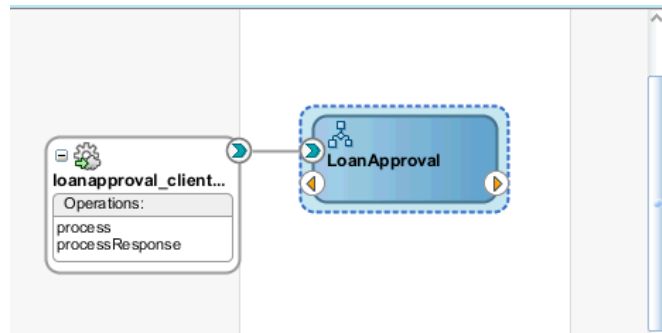 LoanApproval
loanapproval_client...
Operations:
process
processResponse